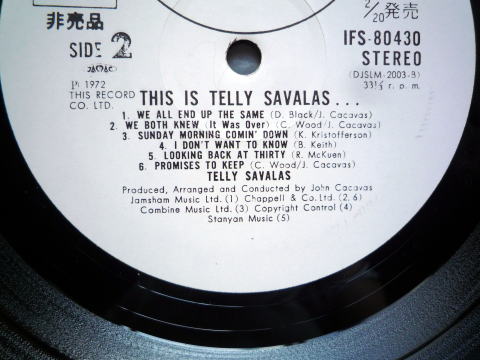 2/20発売
非売品
IFS-80430
SIDE 2
STEREO
(DJSLM-2003-B)
33⅓ r.p.m.
Ⓟ 1972
THIS RECORD
CO. LTD.
THIS IS TELLY SAVALAS...
1. WE ALL END UP THE SAME (D. Black/J. Cacavas)
2. WE BOTH KNEW (It Was Over) (C. Wood/J. Cacavas)
3. SUNDAY MORNING COMIN' DOWN (K. Kristofferson)
4. I DON'T WANT TO KNOW (B. Keith)
5. LOOKING BACK AT THIRTY (R. McKuen)
6. PROMISES TO KEEP (C. Wood/J. Cacavas)
TELLY SAVALAS
Produced, Arranged and Conducted by John Cacavas
Jamsham Music Ltd. (1) Chappell & Co. Ltd. (2, 6)
Combine Music Ltd. (3) Copyright Control (4)
Stanyan Music (5)